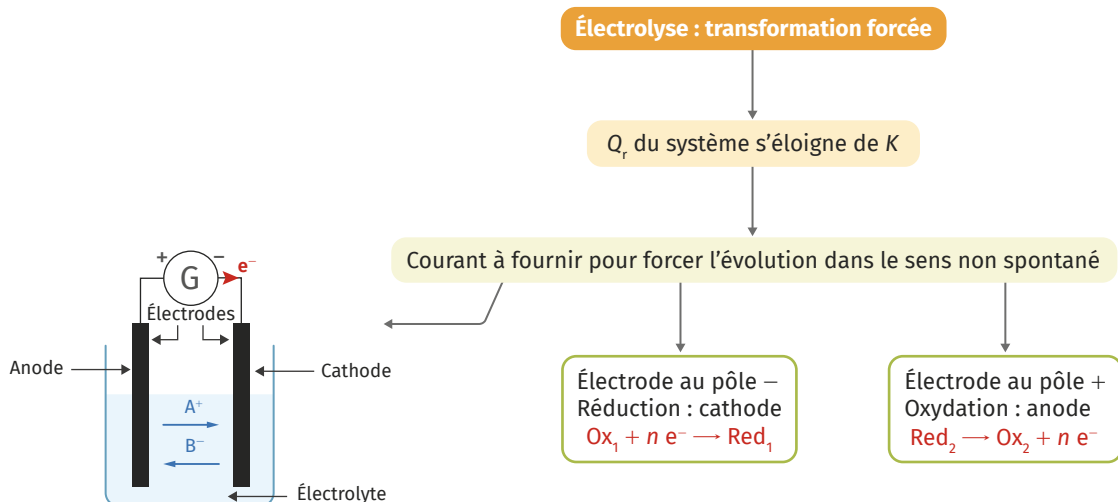 Électrolyse : transformation forcée
Qr du système s'éloigne de K
Courant à fournir pour forcer l'évolution dans le sens non spontané
+ G − e⁻
Électrodes
Anode
Cathode
A⁺
B⁻
Électrolyte
Électrode au pôle −
Réduction : cathode
Ox₁ + n e⁻ ⟶ Red₁
Électrode au pôle +
Oxydation : anode
Red₂ ⟶ Ox₂ + n e⁻